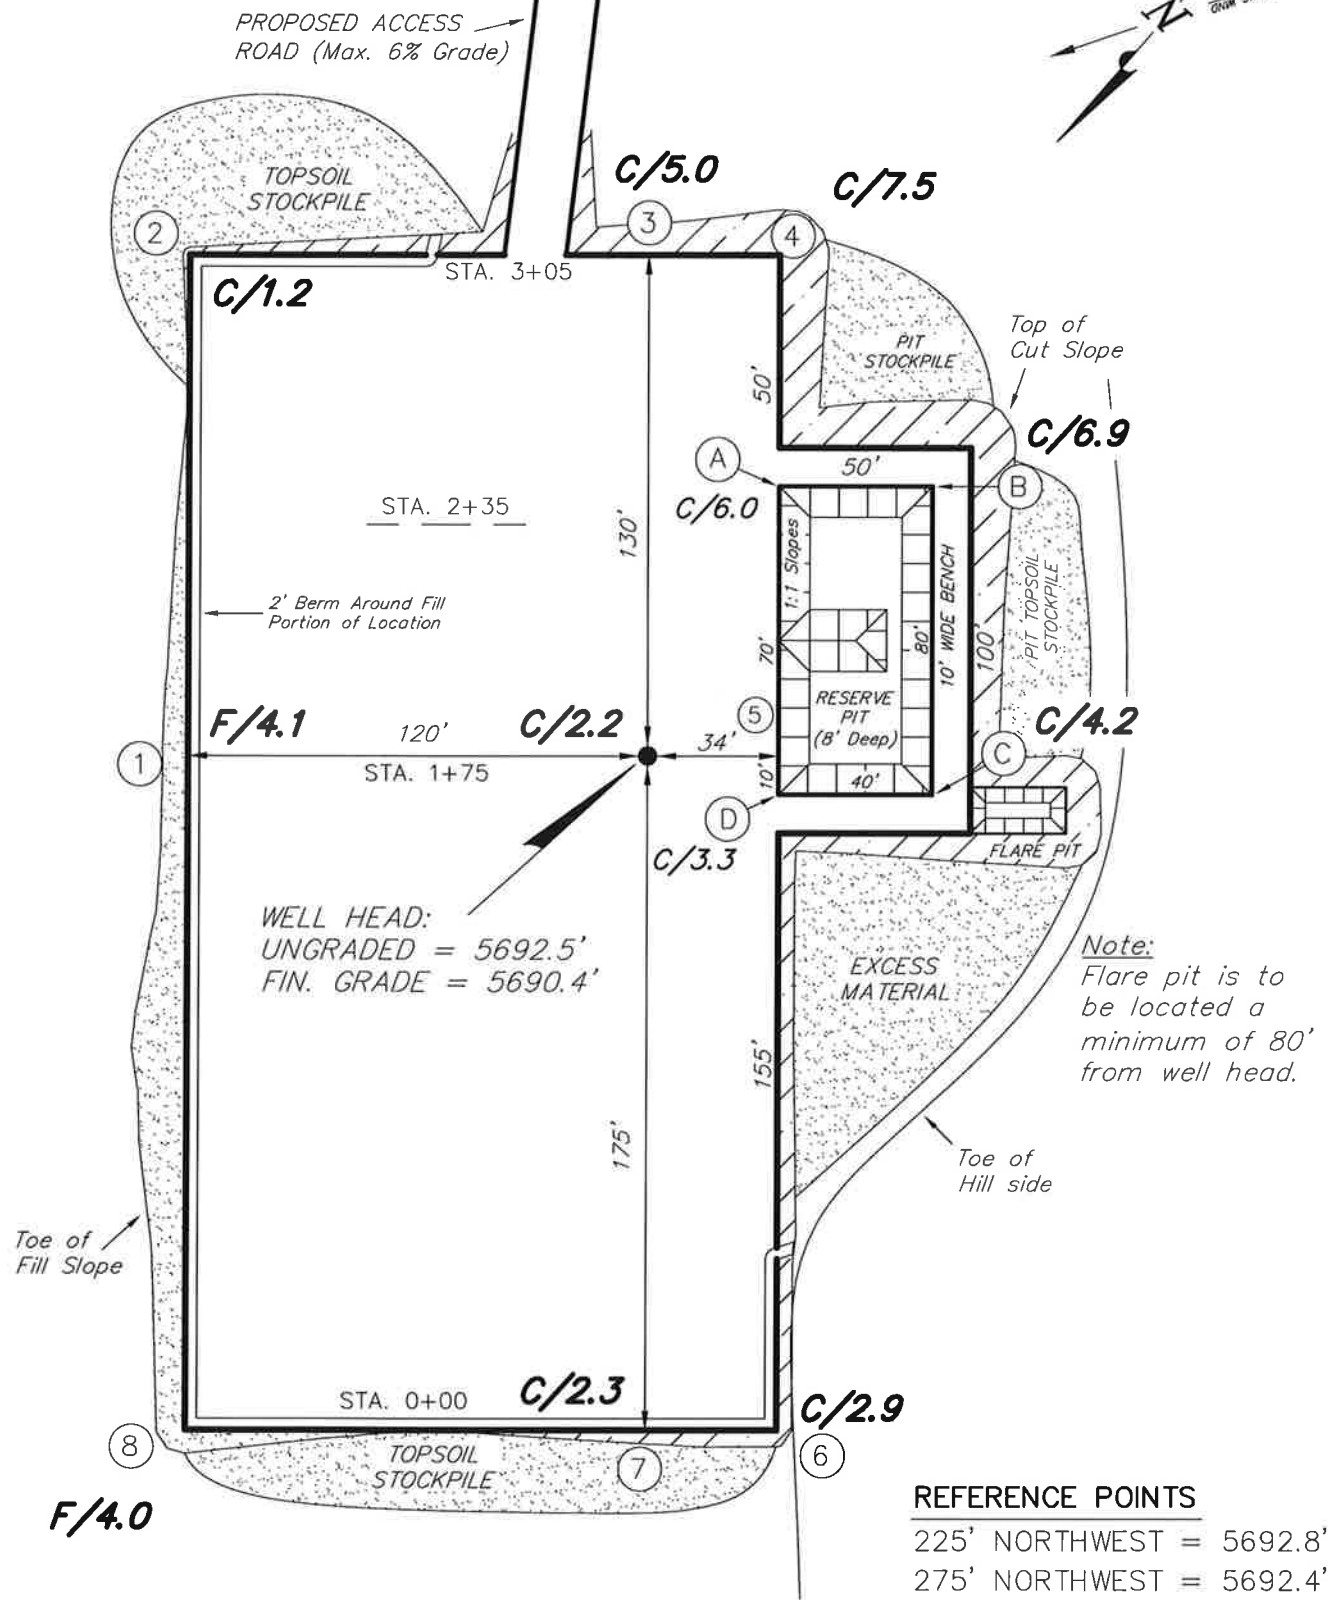 PROPOSED ACCESS
ROAD (Max. 6% Grade)
N
TOPSOIL
STOCKPILE
C/5.0
C/7.5
2
3
4
STA. 3+05
C/1.2
Top of
Cut Slope
PIT
STOCKPILE
50'
C/6.9
A
50'
B
C/6.0
STA. 2+35
130'
1:1 Slopes
10' WIDE BENCH
PIT TOPSOIL
STOCKPILE
2' Berm Around Fill
Portion of Location
70'
80'
100'
RESERVE
PIT
(8' Deep)
F/4.1
120'
C/2.2
5
34'
C/4.2
1
STA. 1+75
10'
40'
C
D
C/3.3
FLARE PIT
WELL HEAD:
UNGRADED = 5692.5'
FIN. GRADE = 5690.4'
EXCESS
MATERIAL
Note:
Flare pit is to
be located a
minimum of 80'
from well head.
155'
175'
Toe of
Hill side
Toe of
Fill Slope
STA. 0+00
C/2.3
C/2.9
8
TOPSOIL
STOCKPILE
7
6
F/4.0
REFERENCE POINTS
225' NORTHWEST = 5692.8'
275' NORTHWEST = 5692.4'